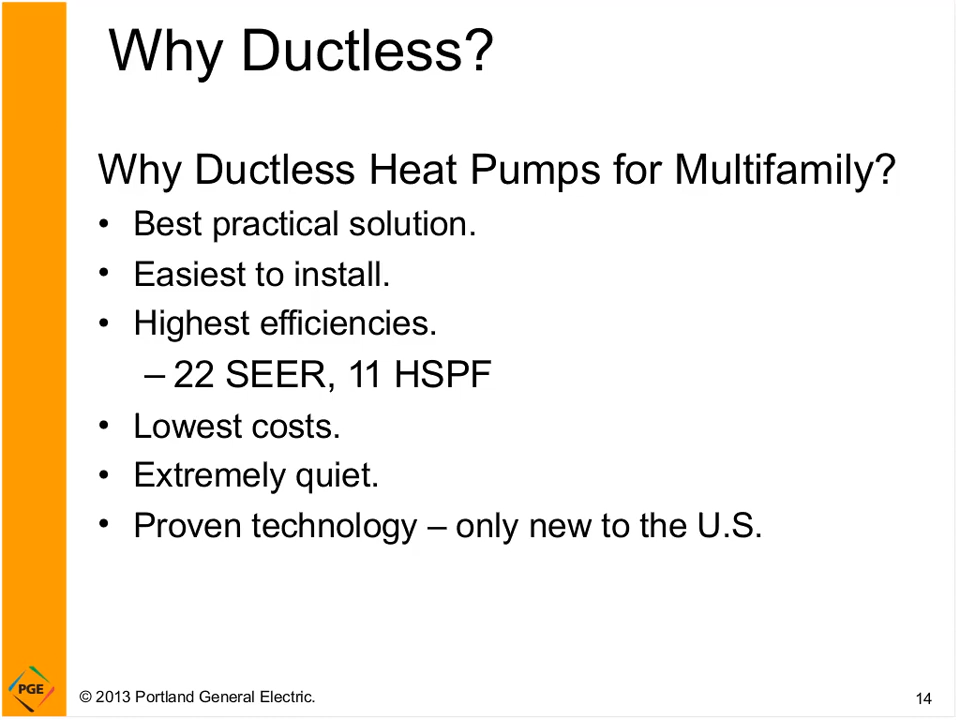 Why Ductless?
Why Ductless Heat Pumps for Multifamily?
• Best practical solution.
• Easiest to install.
• Highest efficiencies.
– 22 SEER, 11 HSPF
• Lowest costs.
• Extremely quiet.
• Proven technology – only new to the U.S.
PGE
© 2013 Portland General Electric.
14